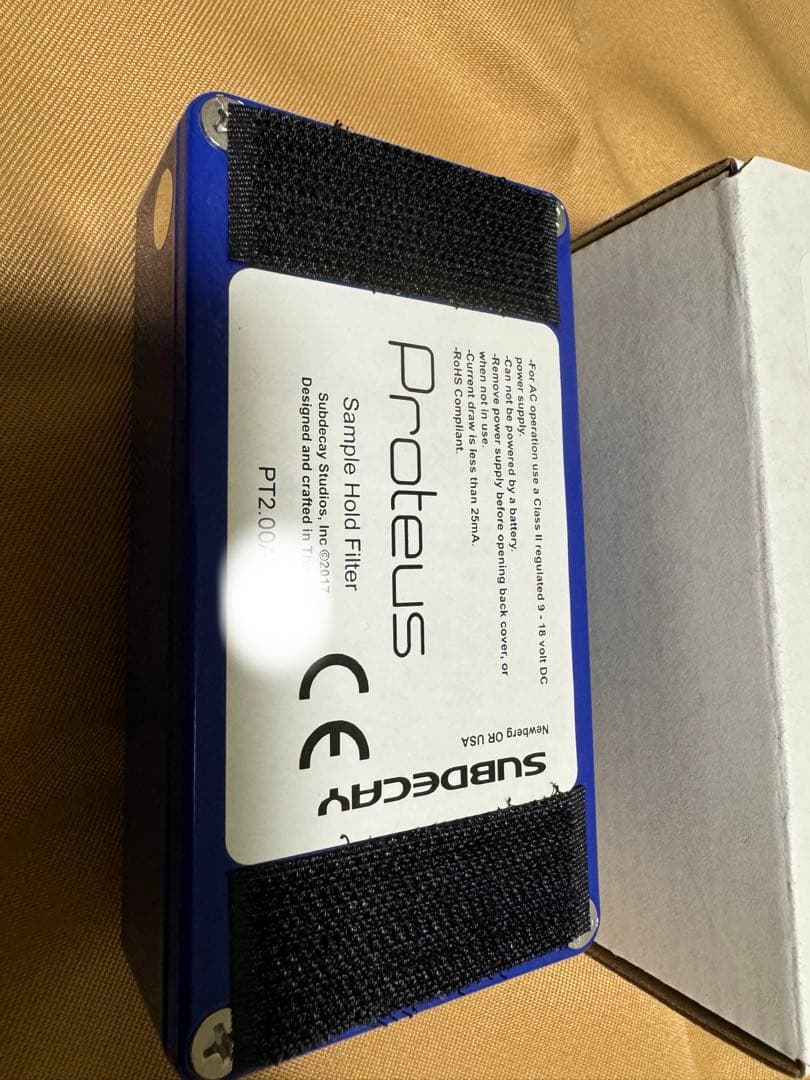 -For AC operation use a Class II regulated 9 - 18 volt DC
power supply.
-Can not be powered by a battery.
-Remove power supply before opening back cover, or
when not in use.
-Current draw is less than 25mA.
-RoHS Compliant.
Proteus
Sample Hold Filter
Subdecay Studios, Inc ©2017
Designed and crafted in
PT2.00
CE
SUBDECAY
Newberg OR USA